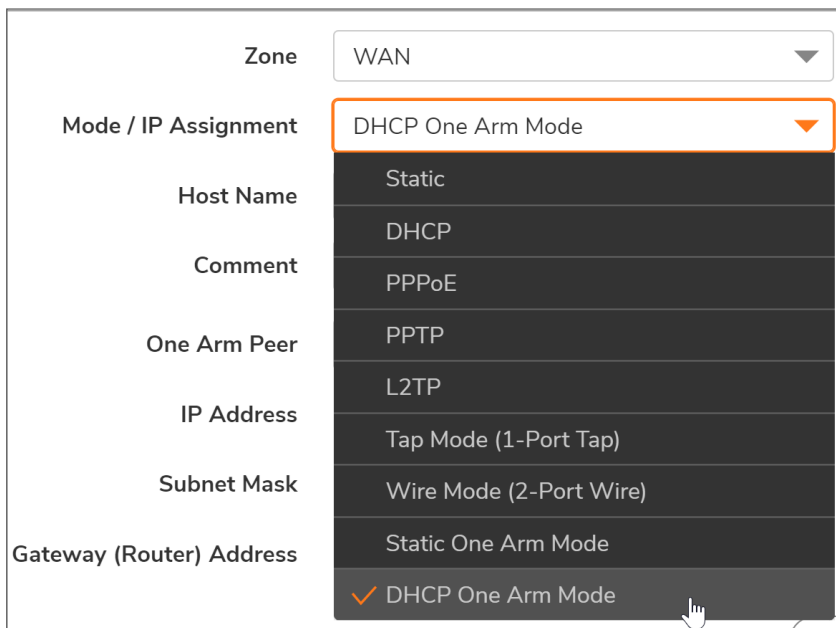 Zone WAN
Mode / IP Assignment DHCP One Arm Mode
Static
Host Name
DHCP
Comment
PPPoE
One Arm Peer
PPTP
L2TP
IP Address
Tap Mode (1-Port Tap)
Subnet Mask
Wire Mode (2-Port Wire)
Gateway (Router) Address
Static One Arm Mode
DHCP One Arm Mode